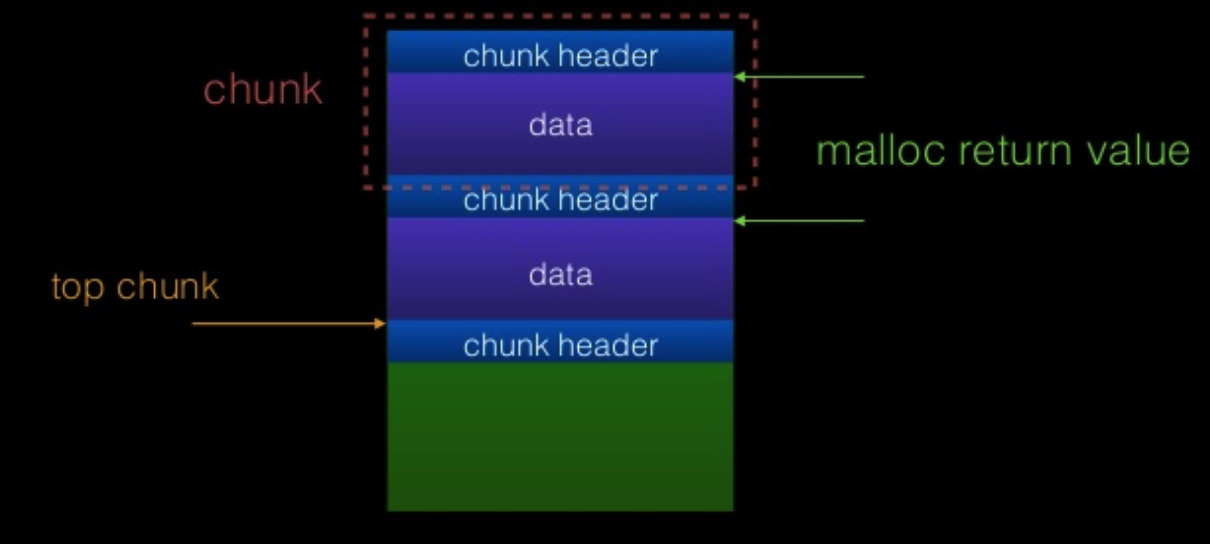 chunk header
chunk
data
malloc return value
chunk header
data
top chunk
chunk header